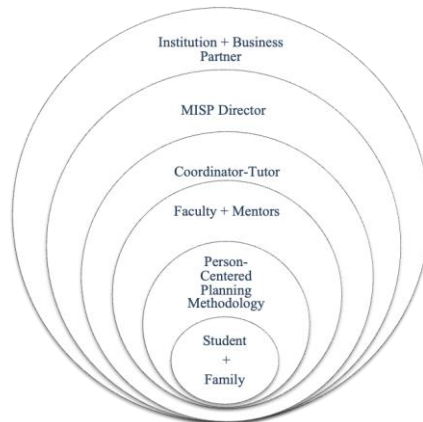 Institution + Business
Partner
MISP Director
Coordinator-Tutor
Faculty + Mentors
Person-
Centered
Planning
Methodology
Student
+
Family